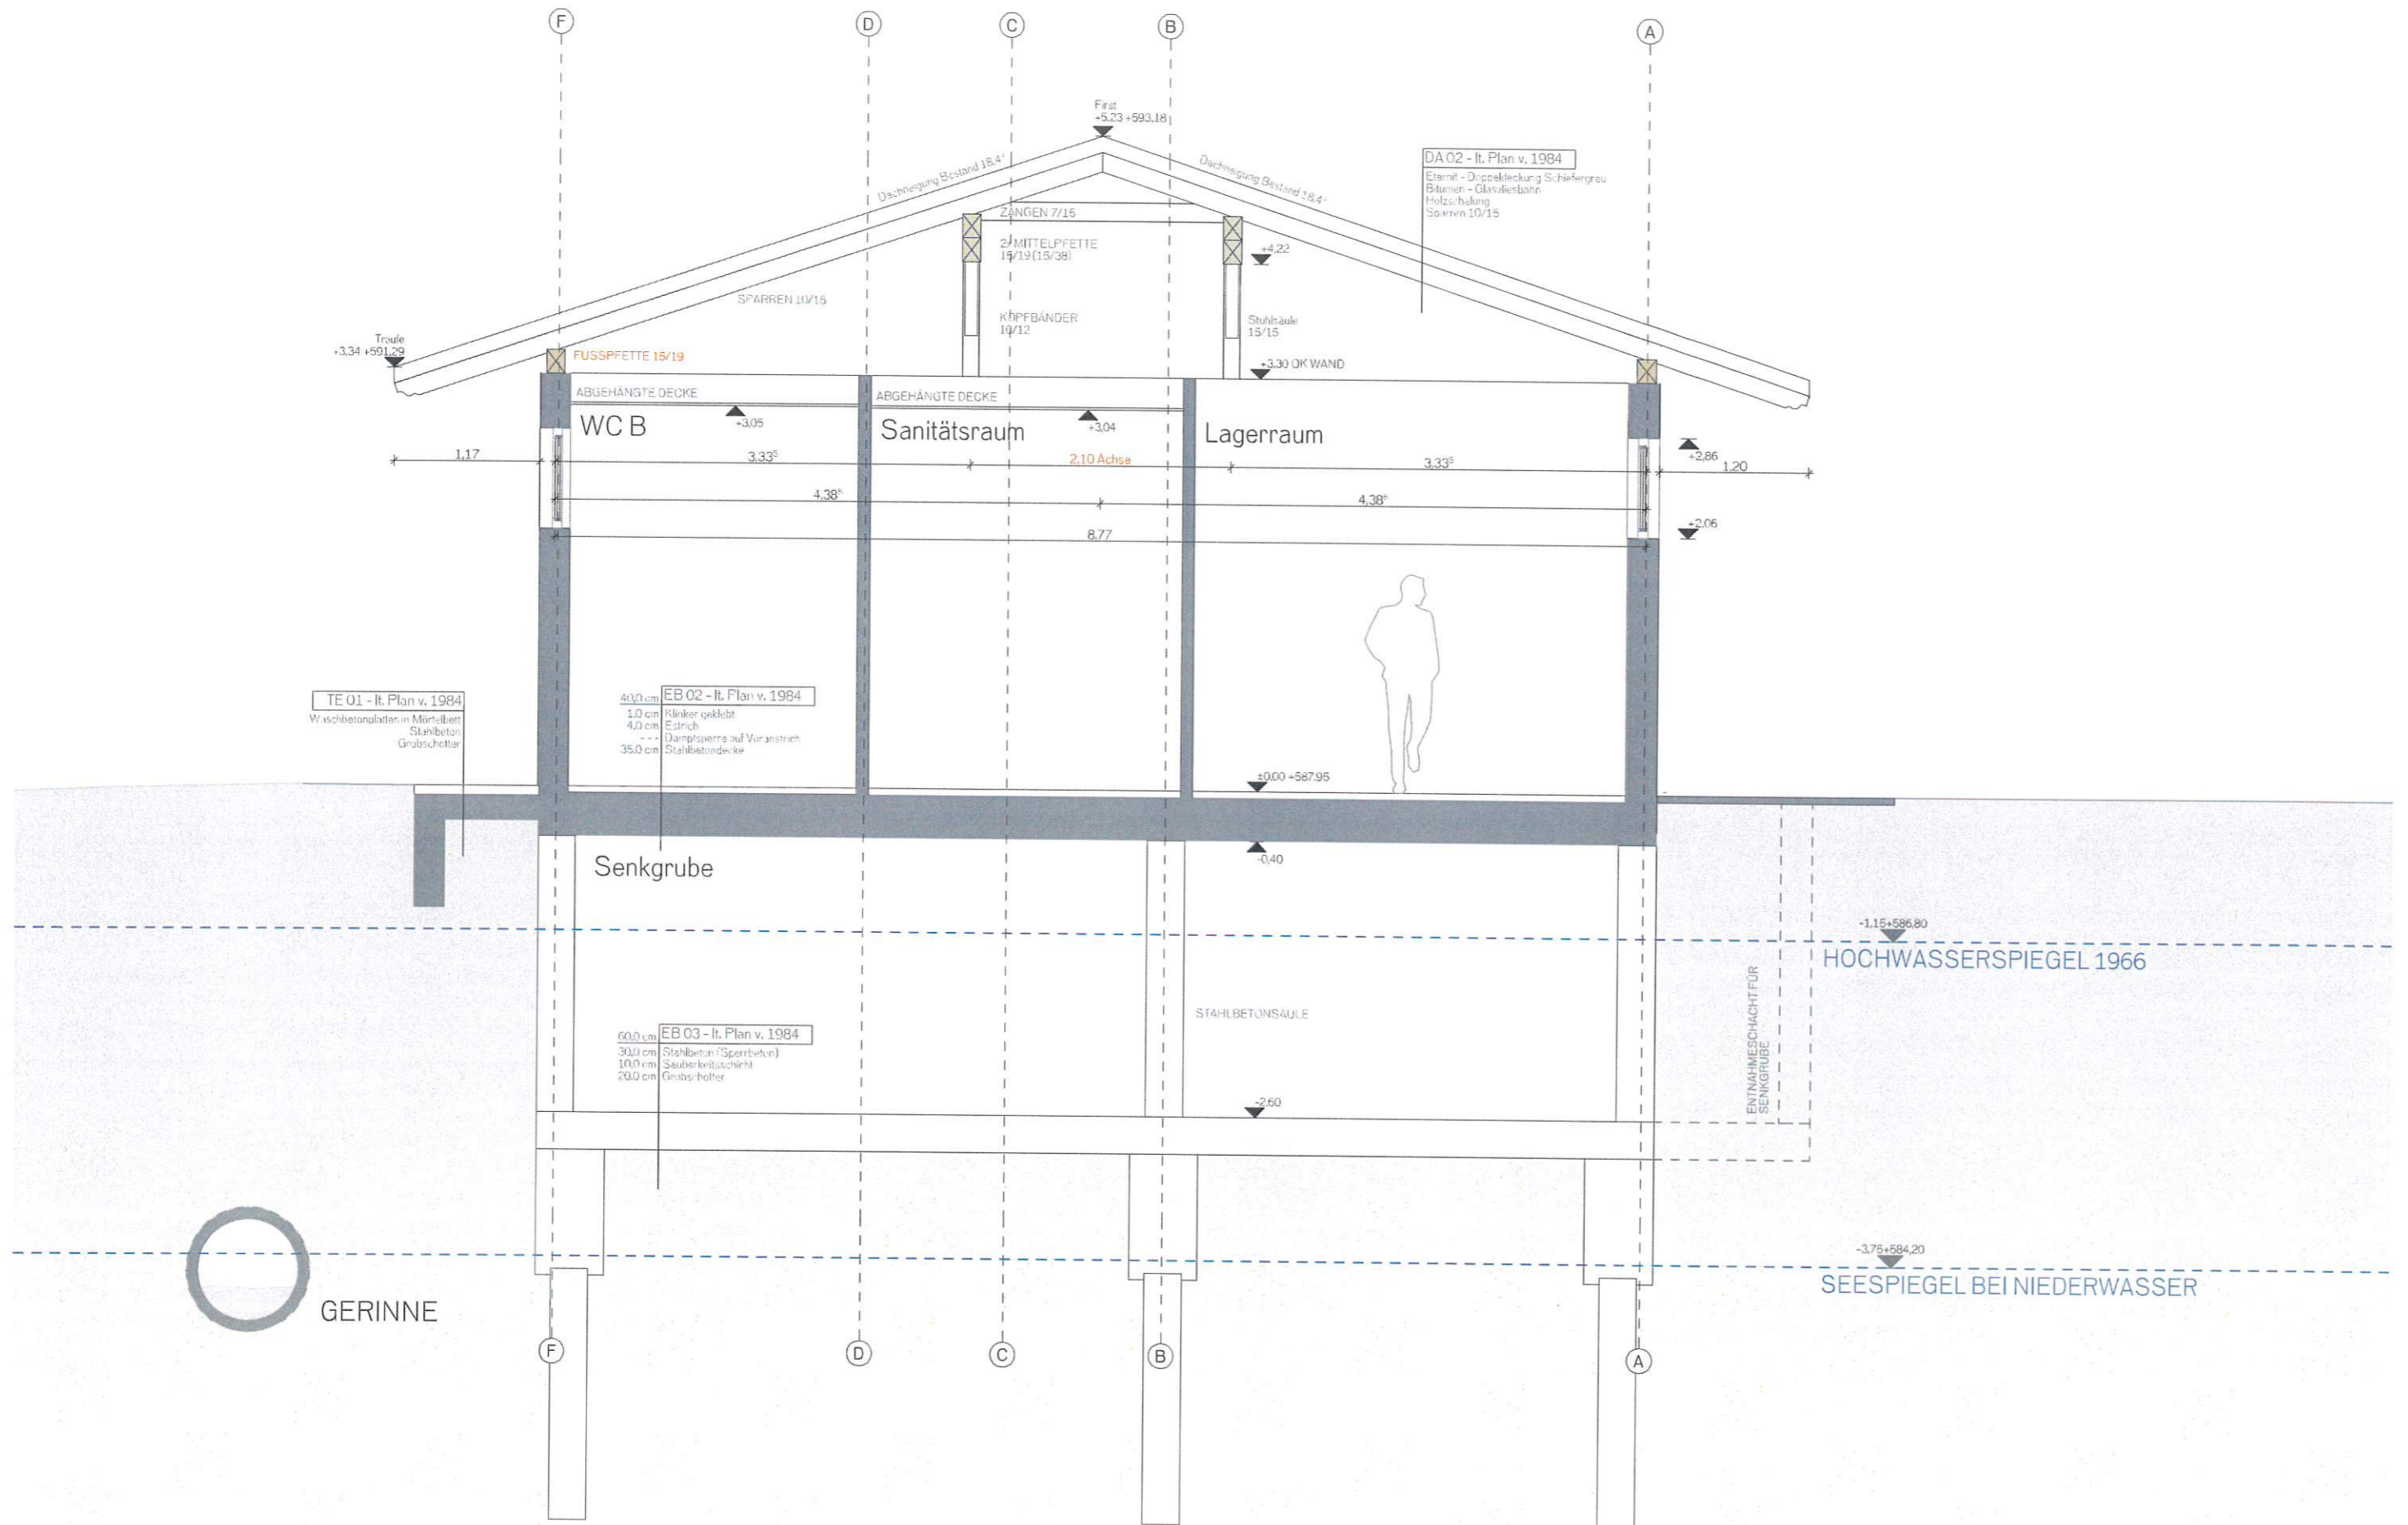 F
D
C
B
A
First
+5.23 +593,18
Dachneigung Bestand 18,4°
Dachneigung Bestand 18,4°
DA 02 - lt. Plan v. 1984
Eternit - Doppeldeckung Schiefergrau
Bitumen - Glasvliesbahn
Holzschalung
Sparren 10/15
ZANGEN 7/15
2x MITTELPFETTE
15/19 (15/38)
+4,22
SPARREN 10/15
KOPFBÄNDER
10/12
Stuhlsäule
15/15
Traufe
+3,34 +591,29
FUSSPFETTE 15/19
+3.30 OK WAND
ABGEHÄNGTE DECKE
ABGEHÄNGTE DECKE
WC B
+3,05
Sanitätsraum
+3,04
Lagerraum
1,17
3,33⁵
2,10 Achse
3,33⁵
+2,86
1,20
4,38⁵
4,38⁵
+2,06
8,77
TE 01 - lt. Plan v. 1984
Waschbetonplatten in Mörtelbett
Stahlbeton
Grobschotter
40,0 cm EB 02 - lt. Plan v. 1984
1.0 cm Klinker geklebt
4.0 cm Estrich
--- Dampfsperre auf Voranstrich
35.0 cm Stahlbetondecke
±0,00 +587.95
Senkgrube
-0,40
-1,15+586,80
HOCHWASSERSPIEGEL 1966
ENTNAHMESCHACHT FÜR
SENKGRUBE
STAHLBETONSÄULE
60,0 cm EB 03 - lt. Plan v. 1984
30,0 cm Stahlbeton (Sperrbeton)
10,0 cm Sauberkeitsschicht
20,0 cm Grobschotter
-2,60
-3,75+584,20
SEESPIEGEL BEI NIEDERWASSER
GERINNE
F
D
C
B
A